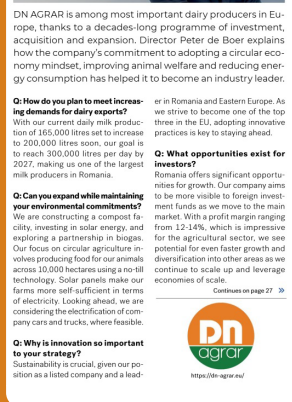 DN AGRAR is among most important dairy producers in Eu-
rope, thanks to a decades-long programme of investment,
acquisition and expansion. Director Peter de Boer explains
how the company's commitment to adopting a circular eco-
nomy mindset, improving animal welfare and reducing ener-
gy consumption has helped it to become an industry leader.
Q: How do you plan to meet increas-
ing demands for dairy exports?
With our current daily milk produc-
tion of 165,000 litres set to increase
to 200,000 litres soon, our goal is
to reach 300,000 litres per day by
2027, making us one of the largest
milk producers in Romania.
Q: Can you expand while maintaining
your environmental commitments?
We are constructing a compost fa-
cility, investing in solar energy, and
exploring a partnership in biogas.
Our focus on circular agriculture in-
volves producing food for our animals
across 10,000 hectares using a no-till
technology. Solar panels make our
farms more self-sufficient in terms
of electricity. Looking ahead, we are
considering the electrification of com-
pany cars and trucks, where feasible.
Q: Why is innovation so important
to your strategy?
Sustainability is crucial, given our po-
sition as a listed company and a lead-
er in Romania and Eastern Europe. As
we strive to become one of the top
three in the EU, adopting innovative
practices is key to staying ahead.
Q: What opportunities exist for
investors?
Romania offers significant opportu-
nities for growth. Our company aims
to be more visible to foreign invest-
ment funds as we move to the main
market. With a profit margin ranging
from 12-14%, which is impressive
for the agricultural sector, we see
potential for even faster growth and
diversification into other areas as we
continue to scale up and leverage
economies of scale.
Continues on page 27 »
Dn
agrar
https://dn-agrar.eu/